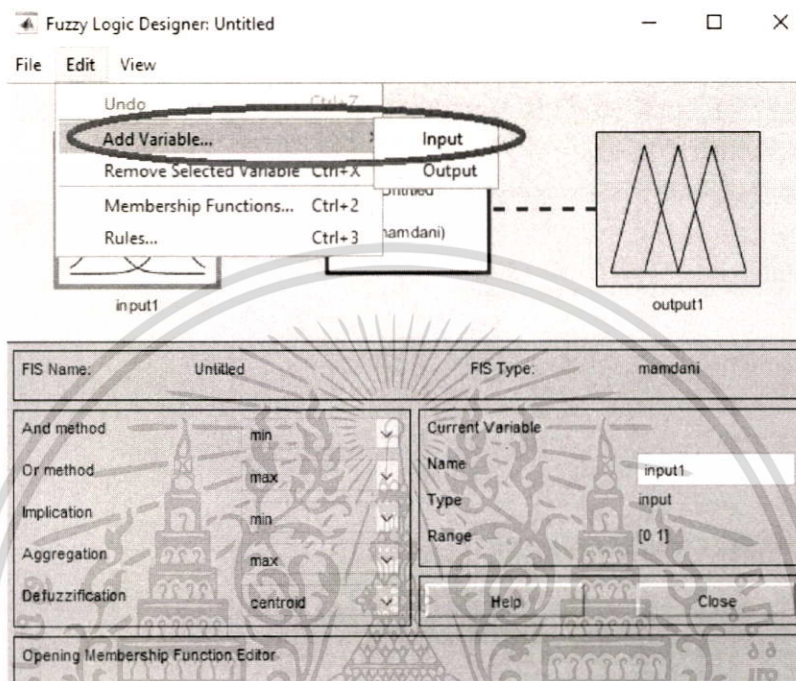 Fuzzy Logic Designer: Untitled
File Edit View
Undo Ctrl+Z
Add Variable... Input
Remove Selected Variable Ctrl+X Output
Membership Functions... Ctrl+2
Rules... Ctrl+3
Untitled
(mamdani)
input1
output1
FIS Name: Untitled
FIS Type: mamdani
And method min
Or method max
Implication min
Aggregation max
Defuzzification centroid
Current Variable
Name input1
Type input
Range [0 1]
Help Close
Opening Membership Function Editor